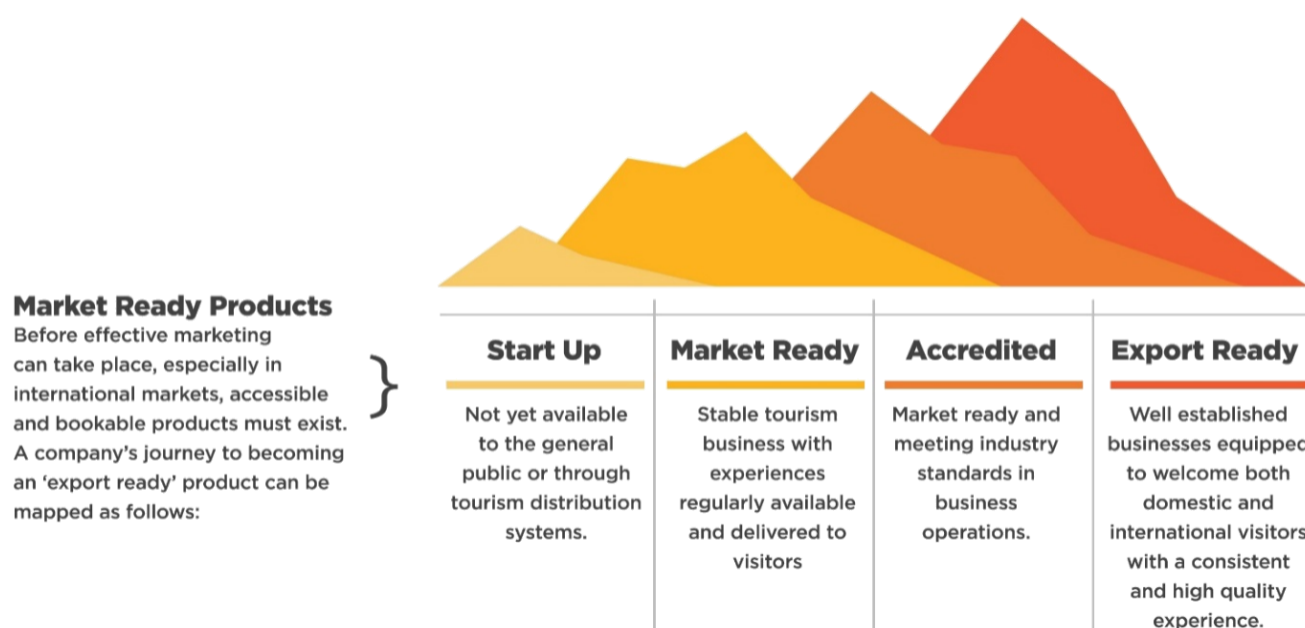 Market Ready Products
Before effective marketing
can take place, especially in
international markets, accessible
and bookable products must exist.
A company's journey to becoming
an ‘export ready’ product can be
mapped as follows:
}
Start Up
Not yet available
to the general
public or through
tourism distribution
systems.
Market Ready
Stable tourism
business with
experiences
regularly available
and delivered to
visitors
Accredited
Market ready and
meeting industry
standards in
business
operations.
Export Ready
Well established
businesses equipped
to welcome both
domestic and
international visitors
with a consistent
and high quality
experience.